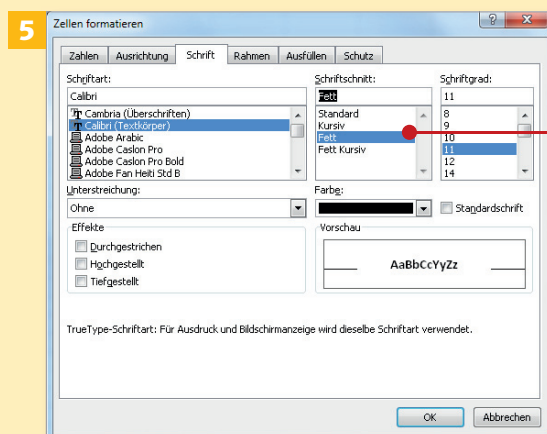 5
Zellen formatieren
Zahlen Ausrichtung Schrift Rahmen Ausfüllen Schutz
Schriftart: Schriftschnitt: Schriftgrad:
Calibri Fett 11
Cambria (Überschriften) Standard 8
Calibri (Textkörper) Kursiv 9
Adobe Arabic Fett 10
Adobe Caslon Pro Fett Kursiv 11
Adobe Caslon Pro Bold 12
Adobe Fan Heiti Std B 14
Unterstreichung: Farbe:
Ohne Standardschrift
Effekte Vorschau
Durchgestrichen
Hochgestellt AaBbCcYyZz
Tiefgestellt
TrueType-Schriftart: Für Ausdruck und Bildschirmanzeige wird dieselbe Schriftart verwendet.
OK Abbrechen